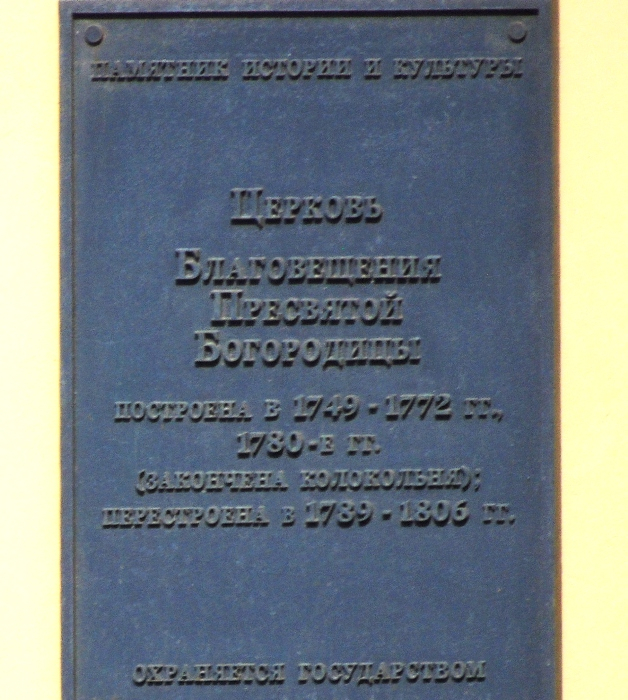 ПАМЯТНИК ИСТОРИИ И КУЛЬТУРЫ
ЦЕРКОВЬ
БЛАГОВЕЩЕНИЯ
ПРЕСВЯТОЙ
БОГОРОДИЦЫ
ПОСТРОЕНА В 1749 - 1772 ГГ.,
1780-Е ГГ.
(ЗАКОНЧЕНА КОЛОКОЛЬНЯ);
ПЕРЕСТРОЕНА В 1789 - 1806 ГГ.
ОХРАНЯЕТСЯ ГОСУДАРСТВОМ